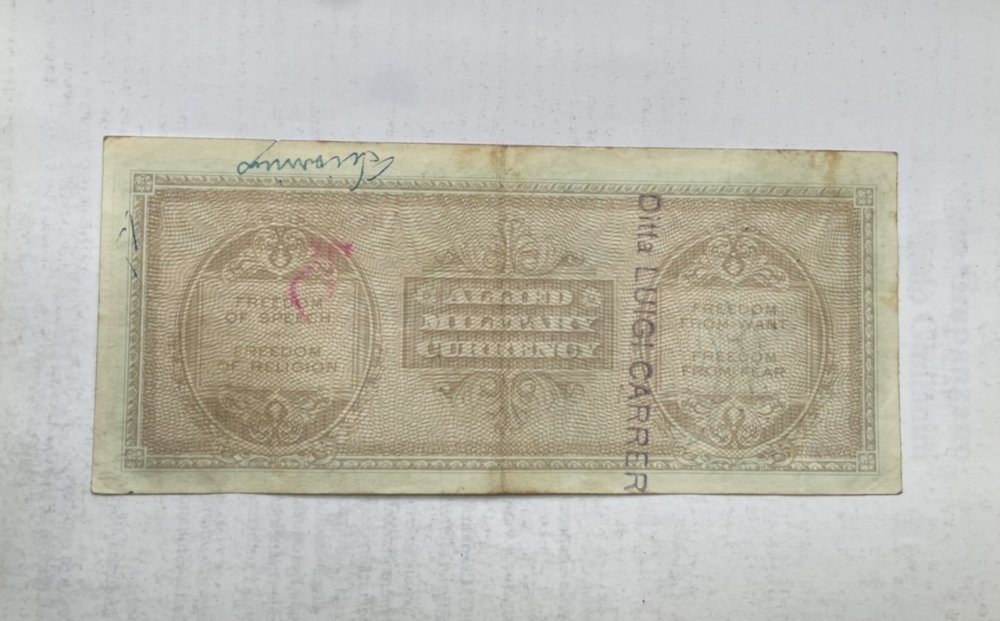 FREEDOM
OF SPEECH
FREEDOM
OF RELIGION
ALLIED
MILITARY
CURRENCY
Ditta LUIGI CARRER
FREEDOM
FROM WANT
FREEDOM
FROM FEAR